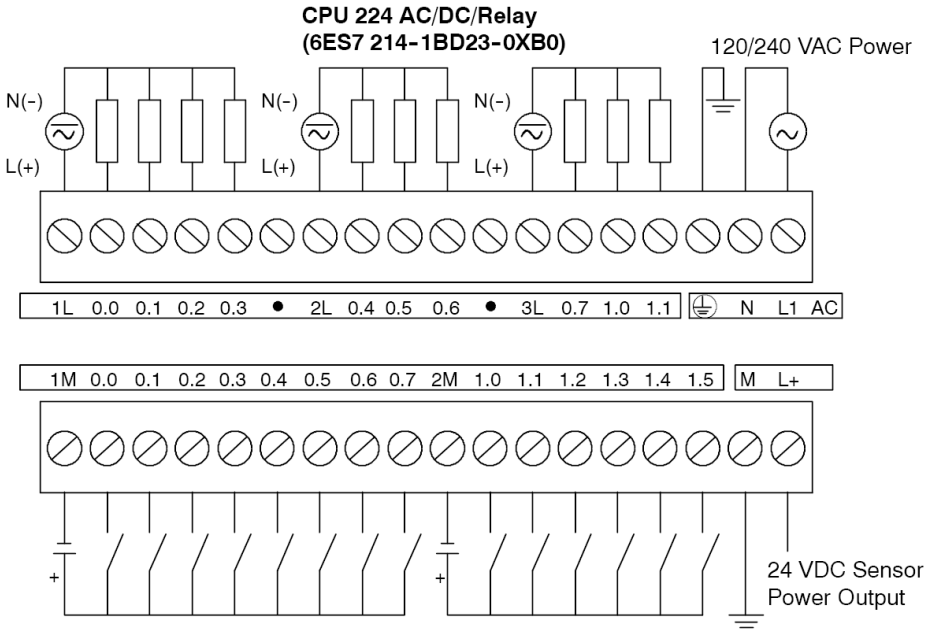 CPU 224 AC/DC/Relay
(6ES7 214-1BD23-0XB0)
120/240 VAC Power
N(-) N(-) N(-)
L(+) L(+) L(+)
1L 0.0 0.1 0.2 0.3 • 2L 0.4 0.5 0.6 • 3L 0.7 1.0 1.1 N L1 AC
1M 0.0 0.1 0.2 0.3 0.4 0.5 0.6 0.7 2M 1.0 1.1 1.2 1.3 1.4 1.5 M L+
+ +
24 VDC Sensor
Power Output